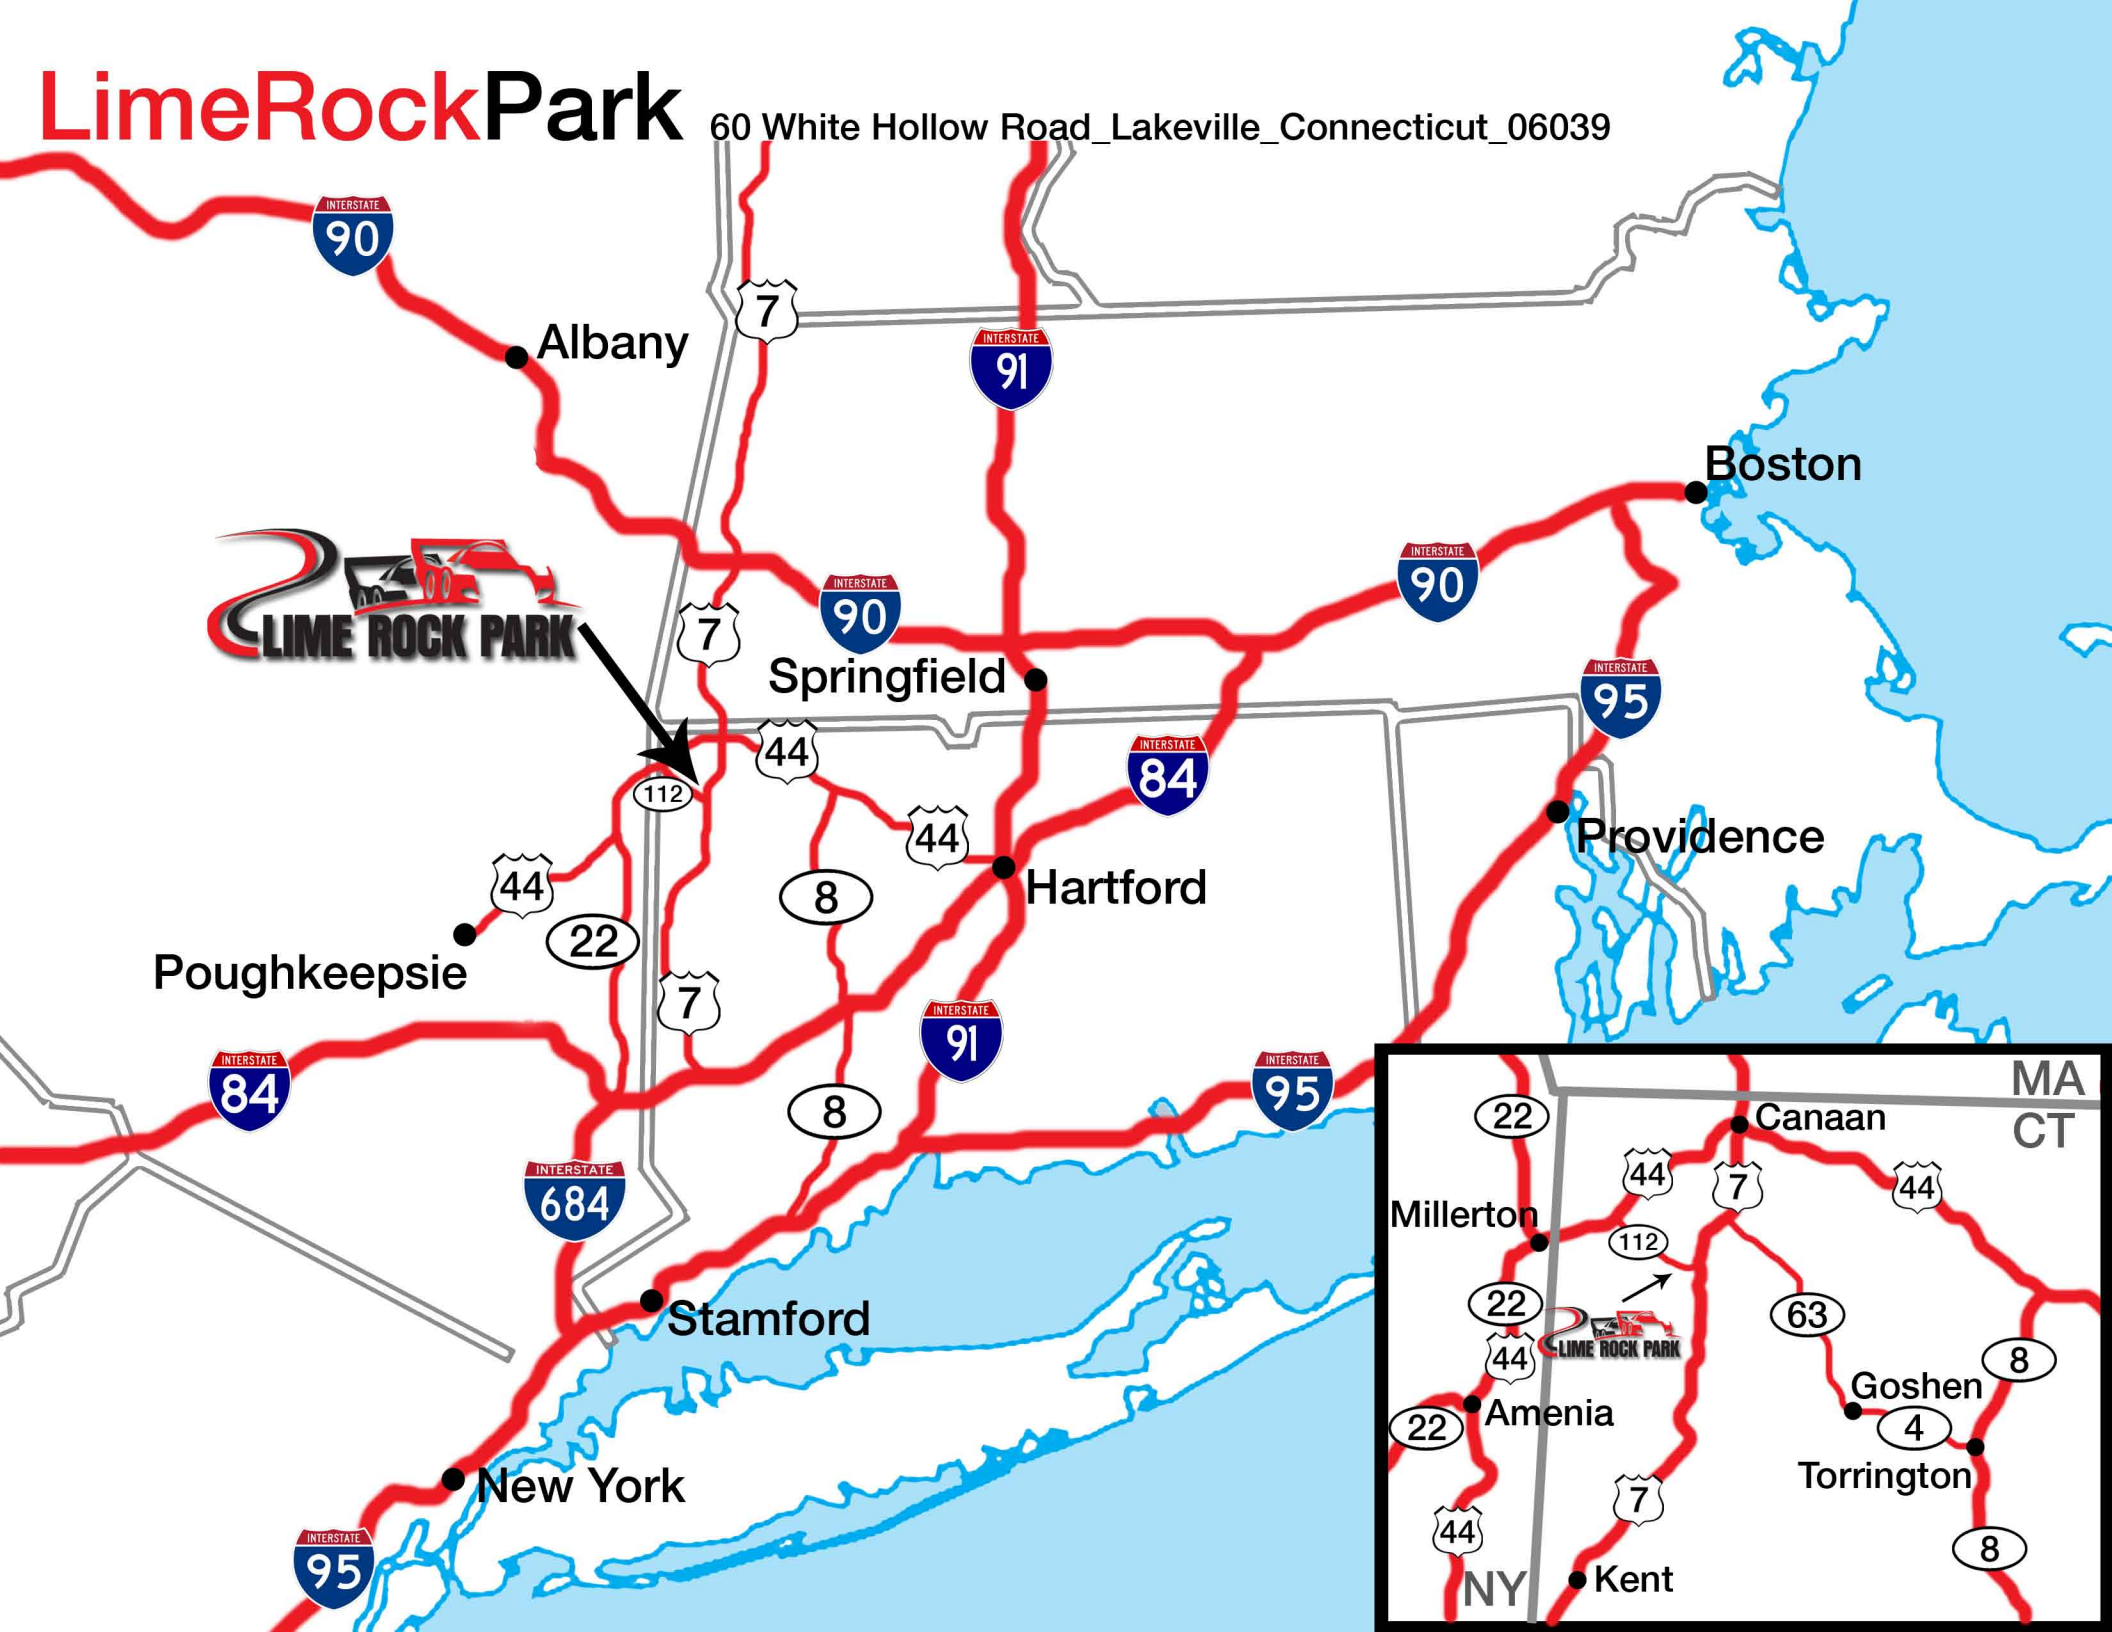 LimeRockPark
60 White Hollow Road_Lakeville_Connecticut_06039
INTERSTATE
90
Albany
7
INTERSTATE
91
Boston
INTERSTATE
90
INTERSTATE
90
LIME ROCK PARK
7
Springfield
INTERSTATE
95
44
INTERSTATE
84
112
44
Providence
44
8
Hartford
22
Poughkeepsie
7
INTERSTATE
91
INTERSTATE
84
8
INTERSTATE
95
INTERSTATE
684
Stamford
New York
INTERSTATE
95
MA
CT
22
Canaan
44
7
44
Millerton
112
22
63
LIME ROCK PARK
44
8
Goshen
Amenia
22
4
Torrington
7
44
8
NY
Kent